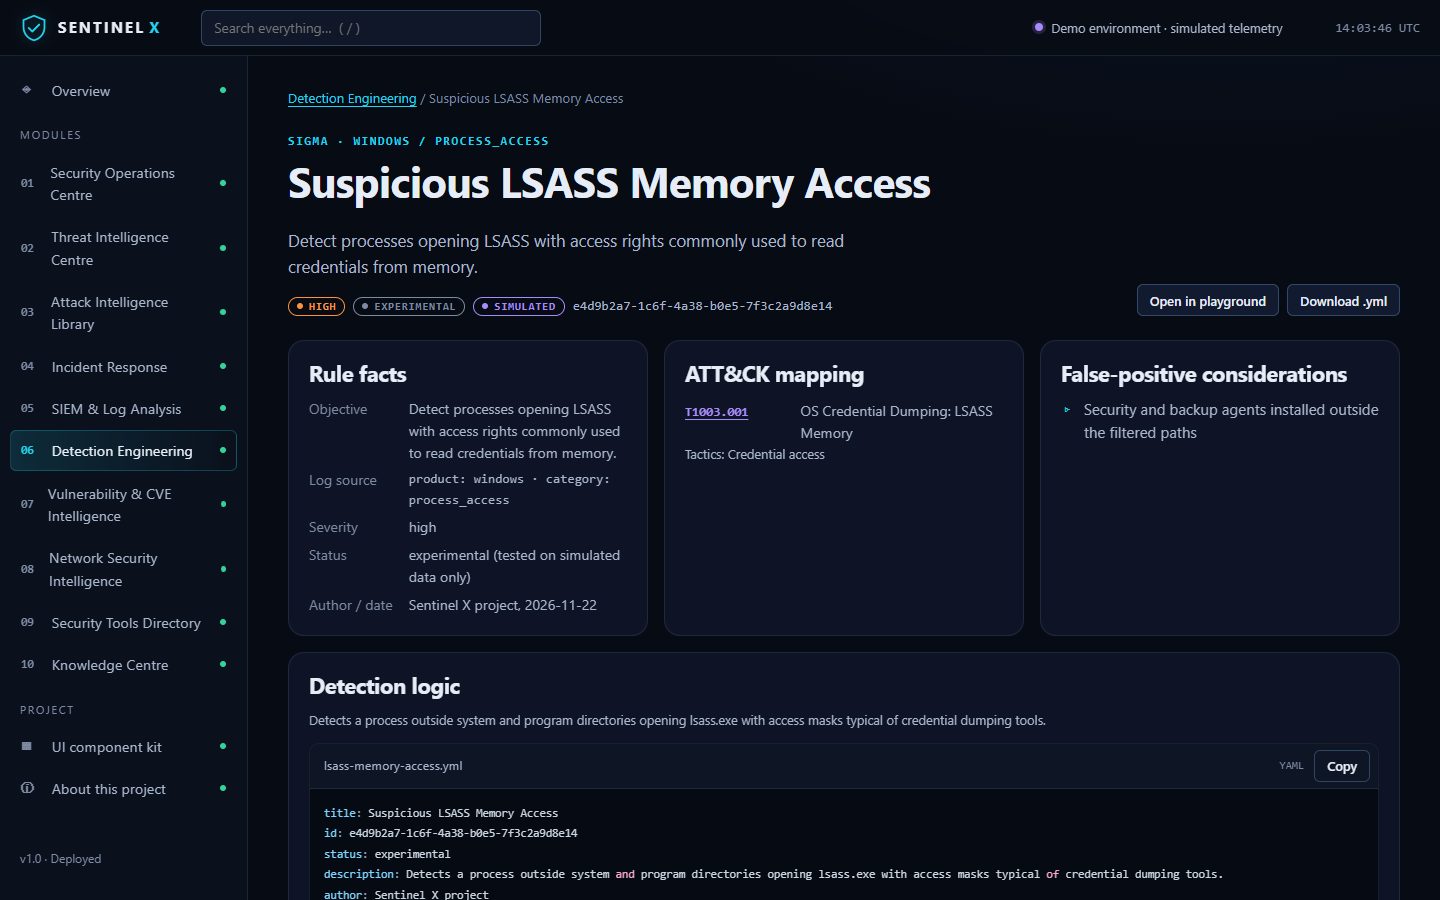 SENTINEL X
Search everything... ( / )
Demo environment · simulated telemetry
14:03:46 UTC
Overview
MODULES
01 Security Operations
Centre
02 Threat Intelligence
Centre
03 Attack Intelligence
Library
04 Incident Response
05 SIEM & Log Analysis
06 Detection Engineering
07 Vulnerability & CVE
Intelligence
08 Network Security
Intelligence
09 Security Tools Directory
10 Knowledge Centre
PROJECT
UI component kit
About this project
v1.0 · Deployed
Detection Engineering / Suspicious LSASS Memory Access
SIGMA · WINDOWS / PROCESS_ACCESS
Suspicious LSASS Memory Access
Detect processes opening LSASS with access rights commonly used to read
credentials from memory.
HIGH EXPERIMENTAL SIMULATED e4d9b2a7-1c6f-4a38-b0e5-7f3c2a9d8e14
Open in playground
Download .yml
Rule facts
Objective Detect processes opening LSASS
with access rights commonly used
to read credentials from memory.
Log source product: windows · category:
process_access
Severity high
Status experimental (tested on simulated
data only)
Author / date Sentinel X project, 2026-11-22
ATT&CK mapping
T1003.001 OS Credential Dumping: LSASS
Memory
Tactics: Credential access
False-positive considerations
Security and backup agents installed outside
the filtered paths
Detection logic
Detects a process outside system and program directories opening lsass.exe with access masks typical of credential dumping tools.
lsass-memory-access.yml
YAML
Copy
title: Suspicious LSASS Memory Access
id: e4d9b2a7-1c6f-4a38-b0e5-7f3c2a9d8e14
status: experimental
description: Detects a process outside system and program directories opening lsass.exe with access masks typical of credential dumping tools.
author: Sentinel X project